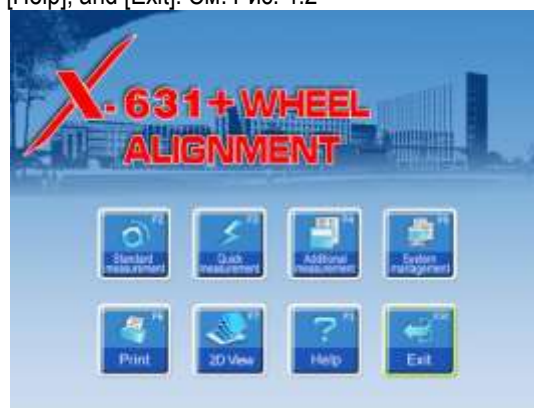 [Help], and [Exit]. См. Рис. 4.2
X-631+ WHEEL
ALIGNMENT
F2 F3 F4 F5
Standard measurement
Quick measurement
Additional measurement
System management
F6 F7 F1 ESC
Print 2D View Help Exit